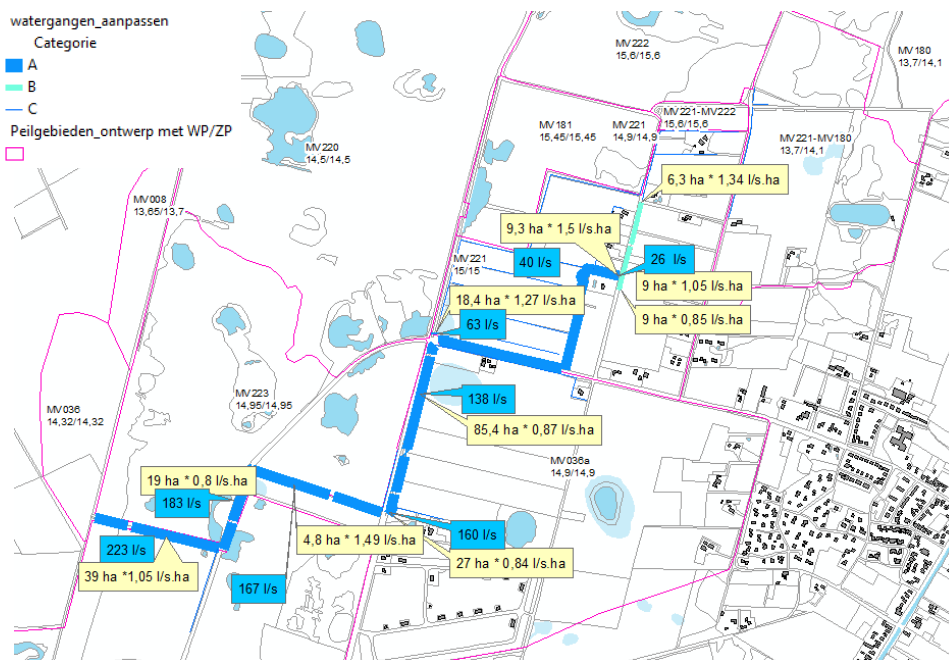 watergangen_aanpassen
Categorie
A
B
C
Peilgebieden_ontwerp met WP/ZP
MV222
15,6/15,6
MV180
13,7/14,1
MV221-MV222
15,6/15,6
MV181
15,45/15,45
MV221
14,9/14,9
MV221-MV180
13,7/14,1
MV220
14,5/14,5
6,3 ha * 1,34 l/s.ha
MV008
13,65/13,7
9,3 ha * 1,5 l/s.ha
MV221
15/15
40 l/s
26 l/s
9 ha * 1,05 l/s.ha
18,4 ha * 1,27 l/s.ha
9 ha * 0,85 l/s.ha
63 l/s
MV223
14,95/14,95
138 l/s
MV036
14,32/14,32
85,4 ha * 0,87 l/s.ha
MV036a
14,9/14,9
19 ha * 0,8 l/s.ha
183 l/s
160 l/s
4,8 ha * 1,49 l/s.ha
223 l/s
27 ha * 0,84 l/s.ha
39 ha *1,05 l/s.ha
167 l/s